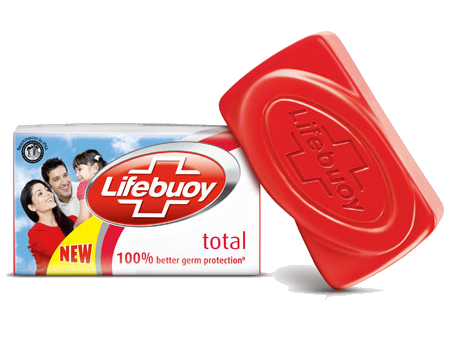 Lifebuoy
NEW
total
100% better germ protection*
Lifebuoy